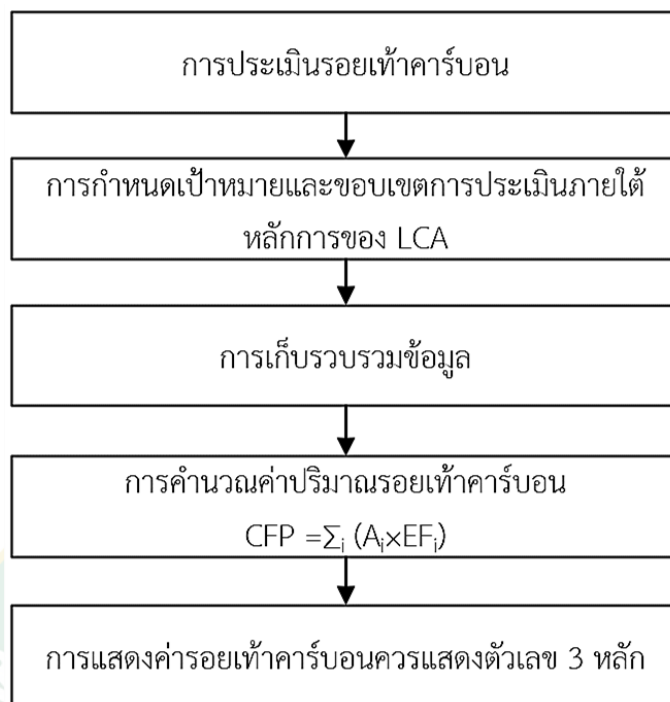 การประเมินรอยเท้าคาร์บอน
การกำหนดเป้าหมายและขอบเขตการประเมินภายใต้
หลักการของ LCA
การเก็บรวบรวมข้อมูล
การคำนวณค่าปริมาณรอยเท้าคาร์บอน
CFP =∑ᵢ (Aᵢ×EFᵢ)
การแสดงค่ารอยเท้าคาร์บอนควรแสดงตัวเลข 3 หลัก